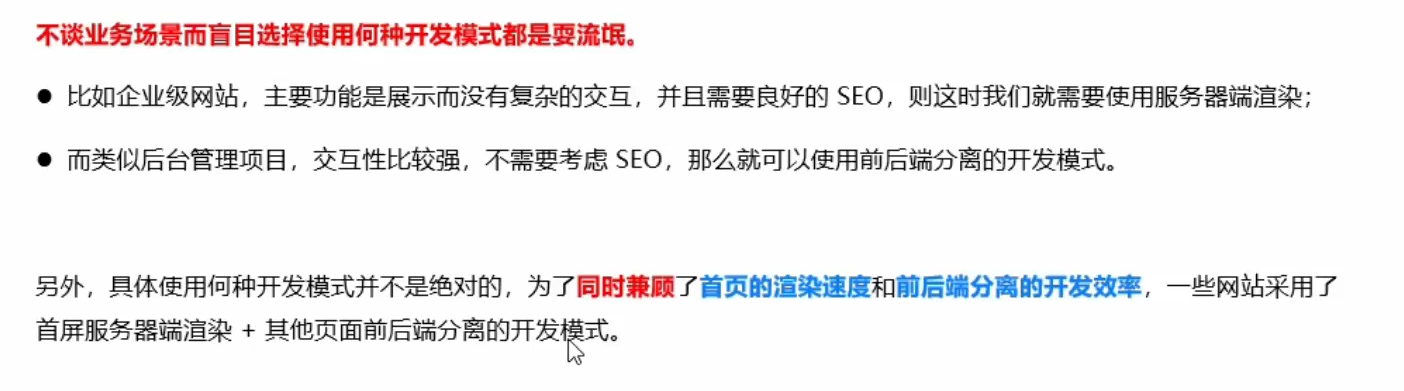 不谈业务场景而盲目选择使用何种开发模式都是耍流氓。
● 比如企业级网站，主要功能是展示而没有复杂的交互，并且需要良好的 SEO，则这时我们就需要使用服务器端渲染；
● 而类似后台管理项目，交互性比较强，不需要考虑 SEO，那么就可以使用前后端分离的开发模式。
另外，具体使用何种开发模式并不是绝对的，为了同时兼顾了首页的渲染速度和前后端分离的开发效率，一些网站采用了
首屏服务器端渲染 + 其他页面前后端分离的开发模式。